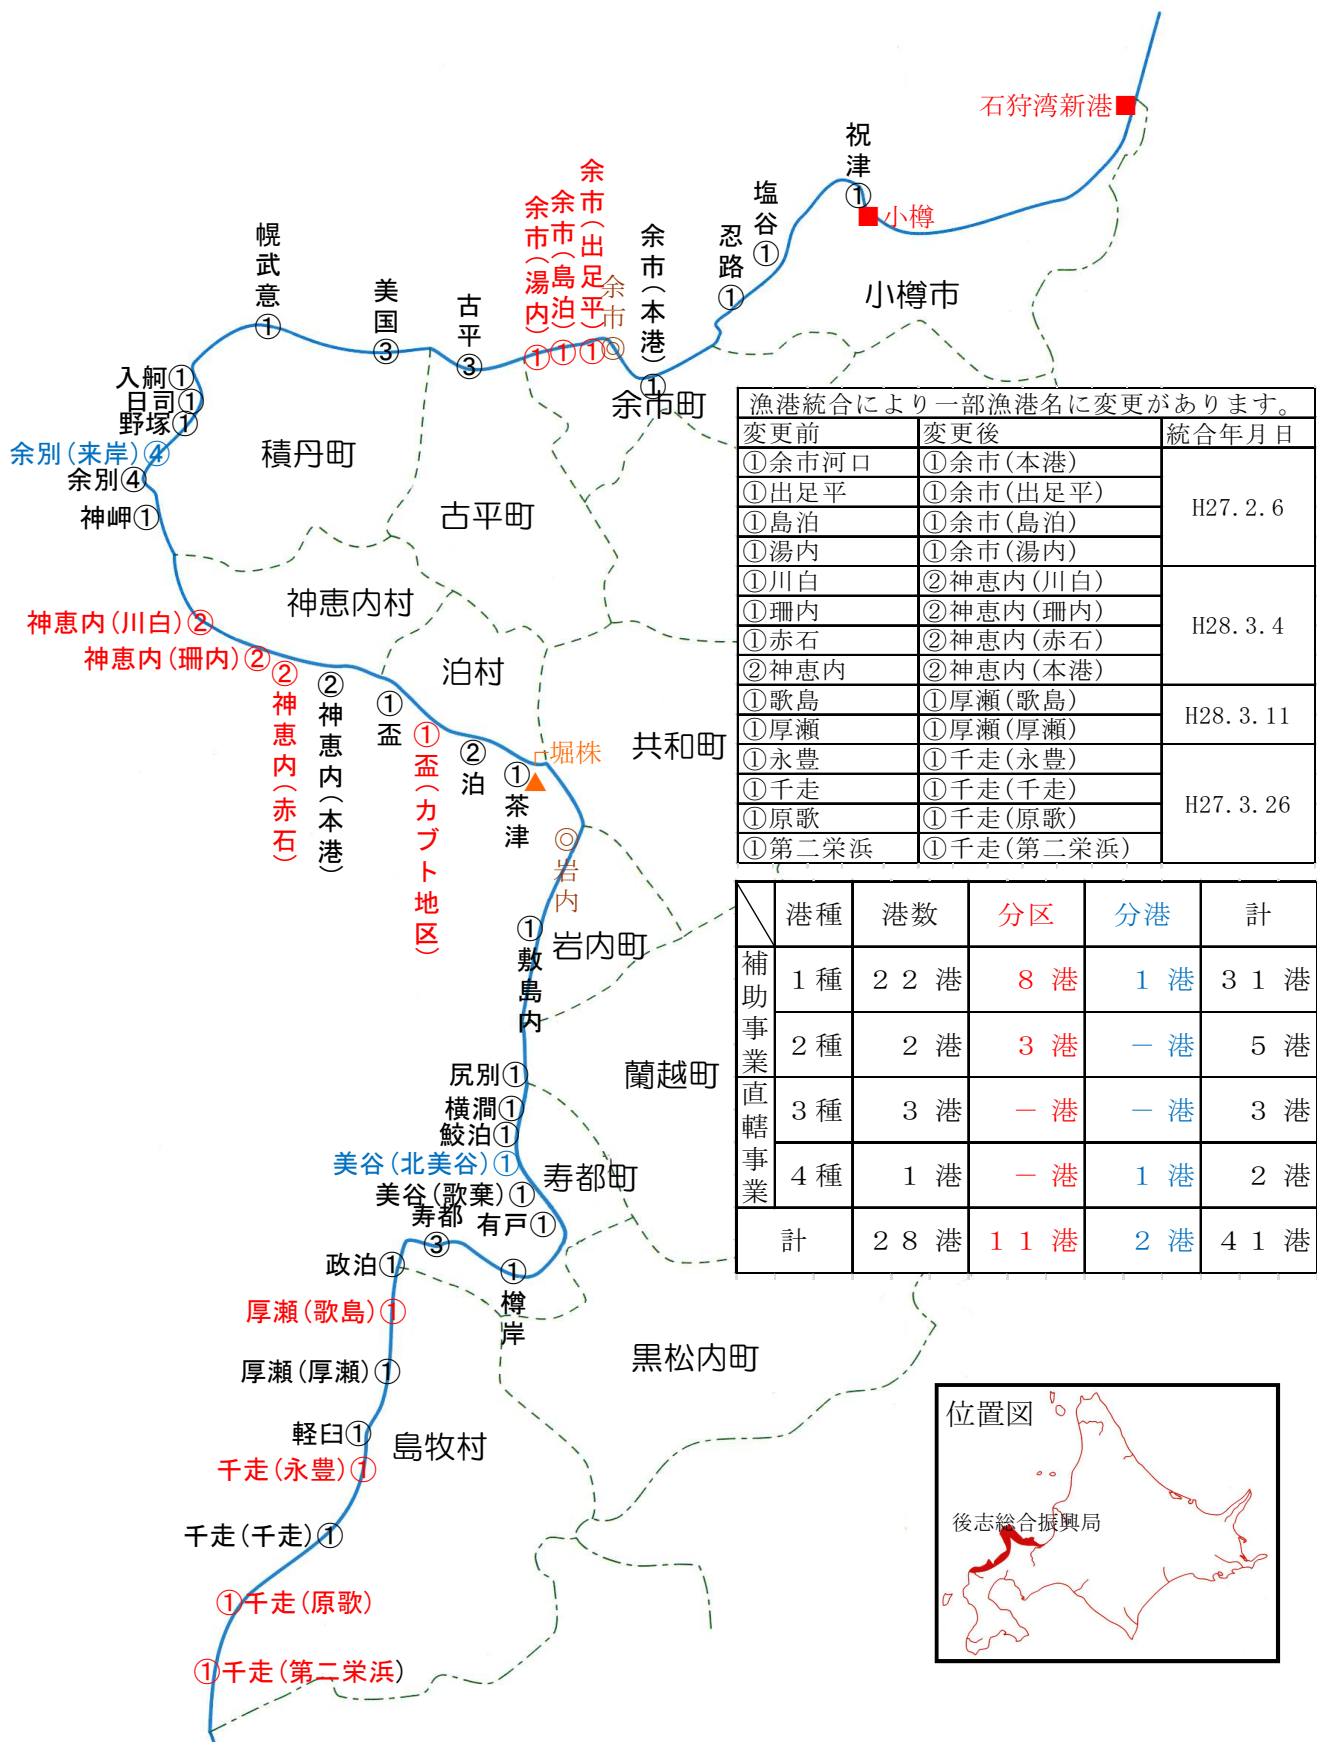 石狩湾新港■
祝津①
■小樽
塩谷①
忍路①
小樽市
余市(本港)①
余市◎
余市(出足平)①
余市(島泊)①
余市(湯内)①
古平③
美国③
幌武意①
余市町
入舸①
日司①
野塚①
余別(来岸)④
余別④
神岬①
積丹町
古平町
神恵内村
泊村
共和町
神恵内(川白)②
神恵内(珊内)②
②神恵内(赤石)
②神恵内(本港)
①盃
①盃(カブト地区)
②泊
①茶津
堀株
◎岩内
①敷島内
岩内町
蘭越町
尻別①
横澗①
鮫泊①
美谷(北美谷)①
美谷(歌棄)①
寿都町
有戸①
寿都③
①樽岸
政泊①
厚瀬(歌島)①
厚瀬(厚瀬)①
黒松内町
軽臼①
島牧村
千走(永豊)①
千走(千走)①
①千走(原歌)
①千走(第二栄浜)
漁港統合により一部漁港名に変更があります。
変更前 変更後 統合年月日
①余市河口 ①余市(本港) H27.2.6
①出足平 ①余市(出足平)
①島泊 ①余市(島泊)
①湯内 ①余市(湯内)
①川白 ②神恵内(川白) H28.3.4
①珊内 ②神恵内(珊内)
①赤石 ②神恵内(赤石)
②神恵内 ②神恵内(本港)
①歌島 ①厚瀬(歌島) H28.3.11
①厚瀬 ①厚瀬(厚瀬)
①永豊 ①千走(永豊) H27.3.26
①千走 ①千走(千走)
①原歌 ①千走(原歌)
①第二栄浜 ①千走(第二栄浜)
港種 港数 分区 分港 計
補助事業 1種 22港 8港 1港 31港
2種 2港 3港 －港 5港
直轄事業 3種 3港 －港 －港 3港
4種 1港 －港 1港 2港
計 28港 11港 2港 41港
位置図
後志総合振興局